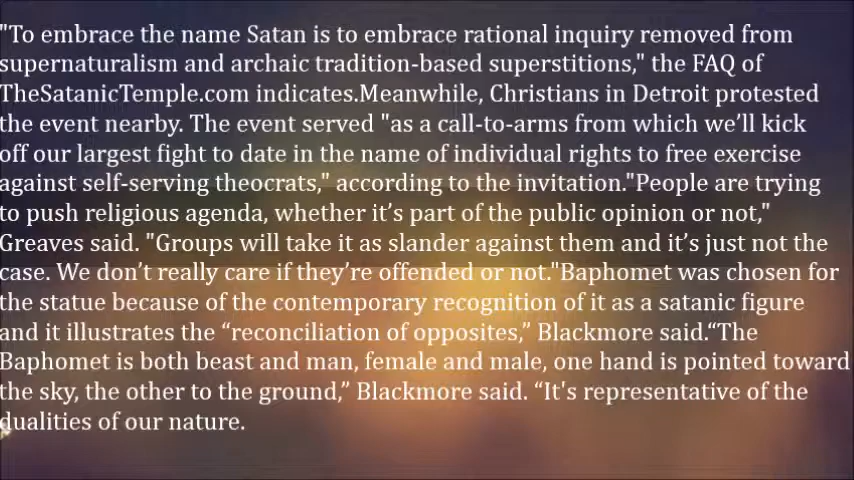 "To embrace the name Satan is to embrace rational inquiry removed from
supernaturalism and archaic tradition-based superstitions," the FAQ of
TheSatanicTemple.com indicates.Meanwhile, Christians in Detroit protested
the event nearby. The event served "as a call-to-arms from which we’ll kick
off our largest fight to date in the name of individual rights to free exercise
against self-serving theocrats," according to the invitation."People are trying
to push religious agenda, whether it’s part of the public opinion or not,"
Greaves said. "Groups will take it as slander against them and it’s just not the
case. We don’t really care if they’re offended or not."Baphomet was chosen for
the statue because of the contemporary recognition of it as a satanic figure
and it illustrates the “reconciliation of opposites,” Blackmore said.“The
Baphomet is both beast and man, female and male, one hand is pointed toward
the sky, the other to the ground,” Blackmore said. “It's representative of the
dualities of our nature.